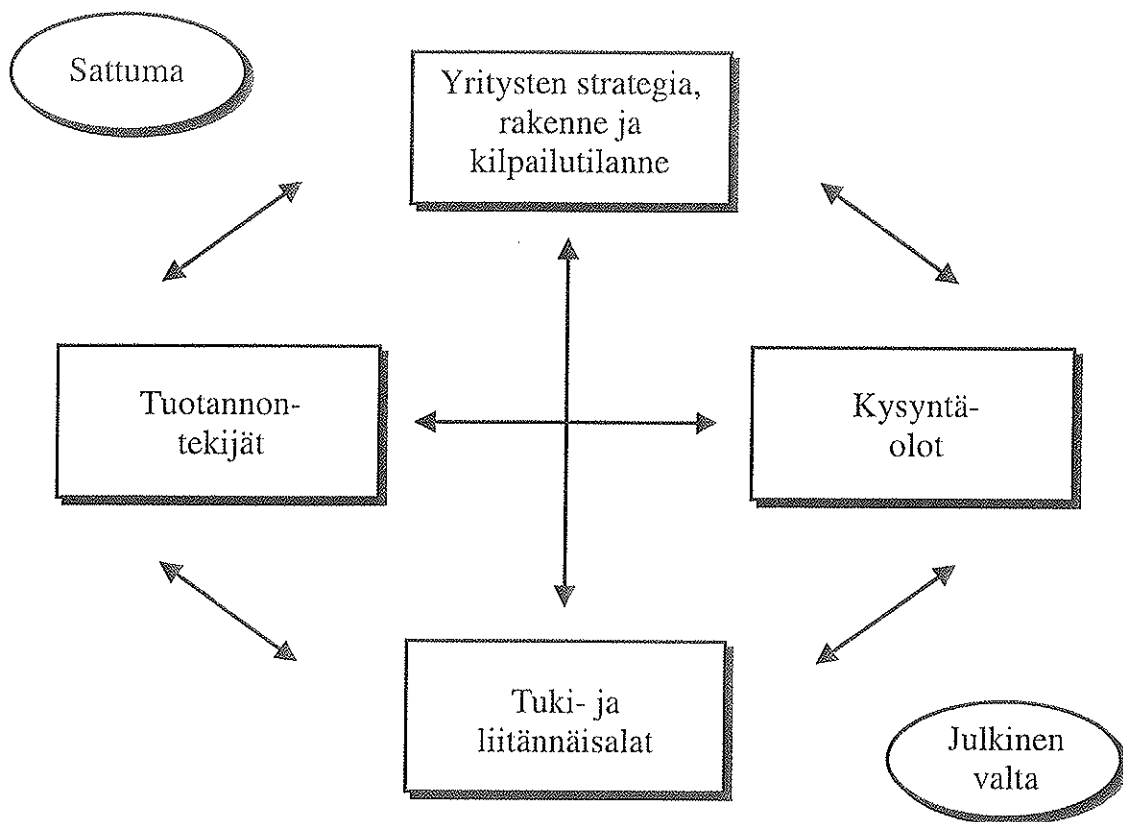 Sattuma
Yritysten strategia,
rakenne ja
kilpailutilanne
Tuotannon-
tekijät
Kysyntä-
olot
Tuki- ja
liitännäisalat
Julkinen
valta